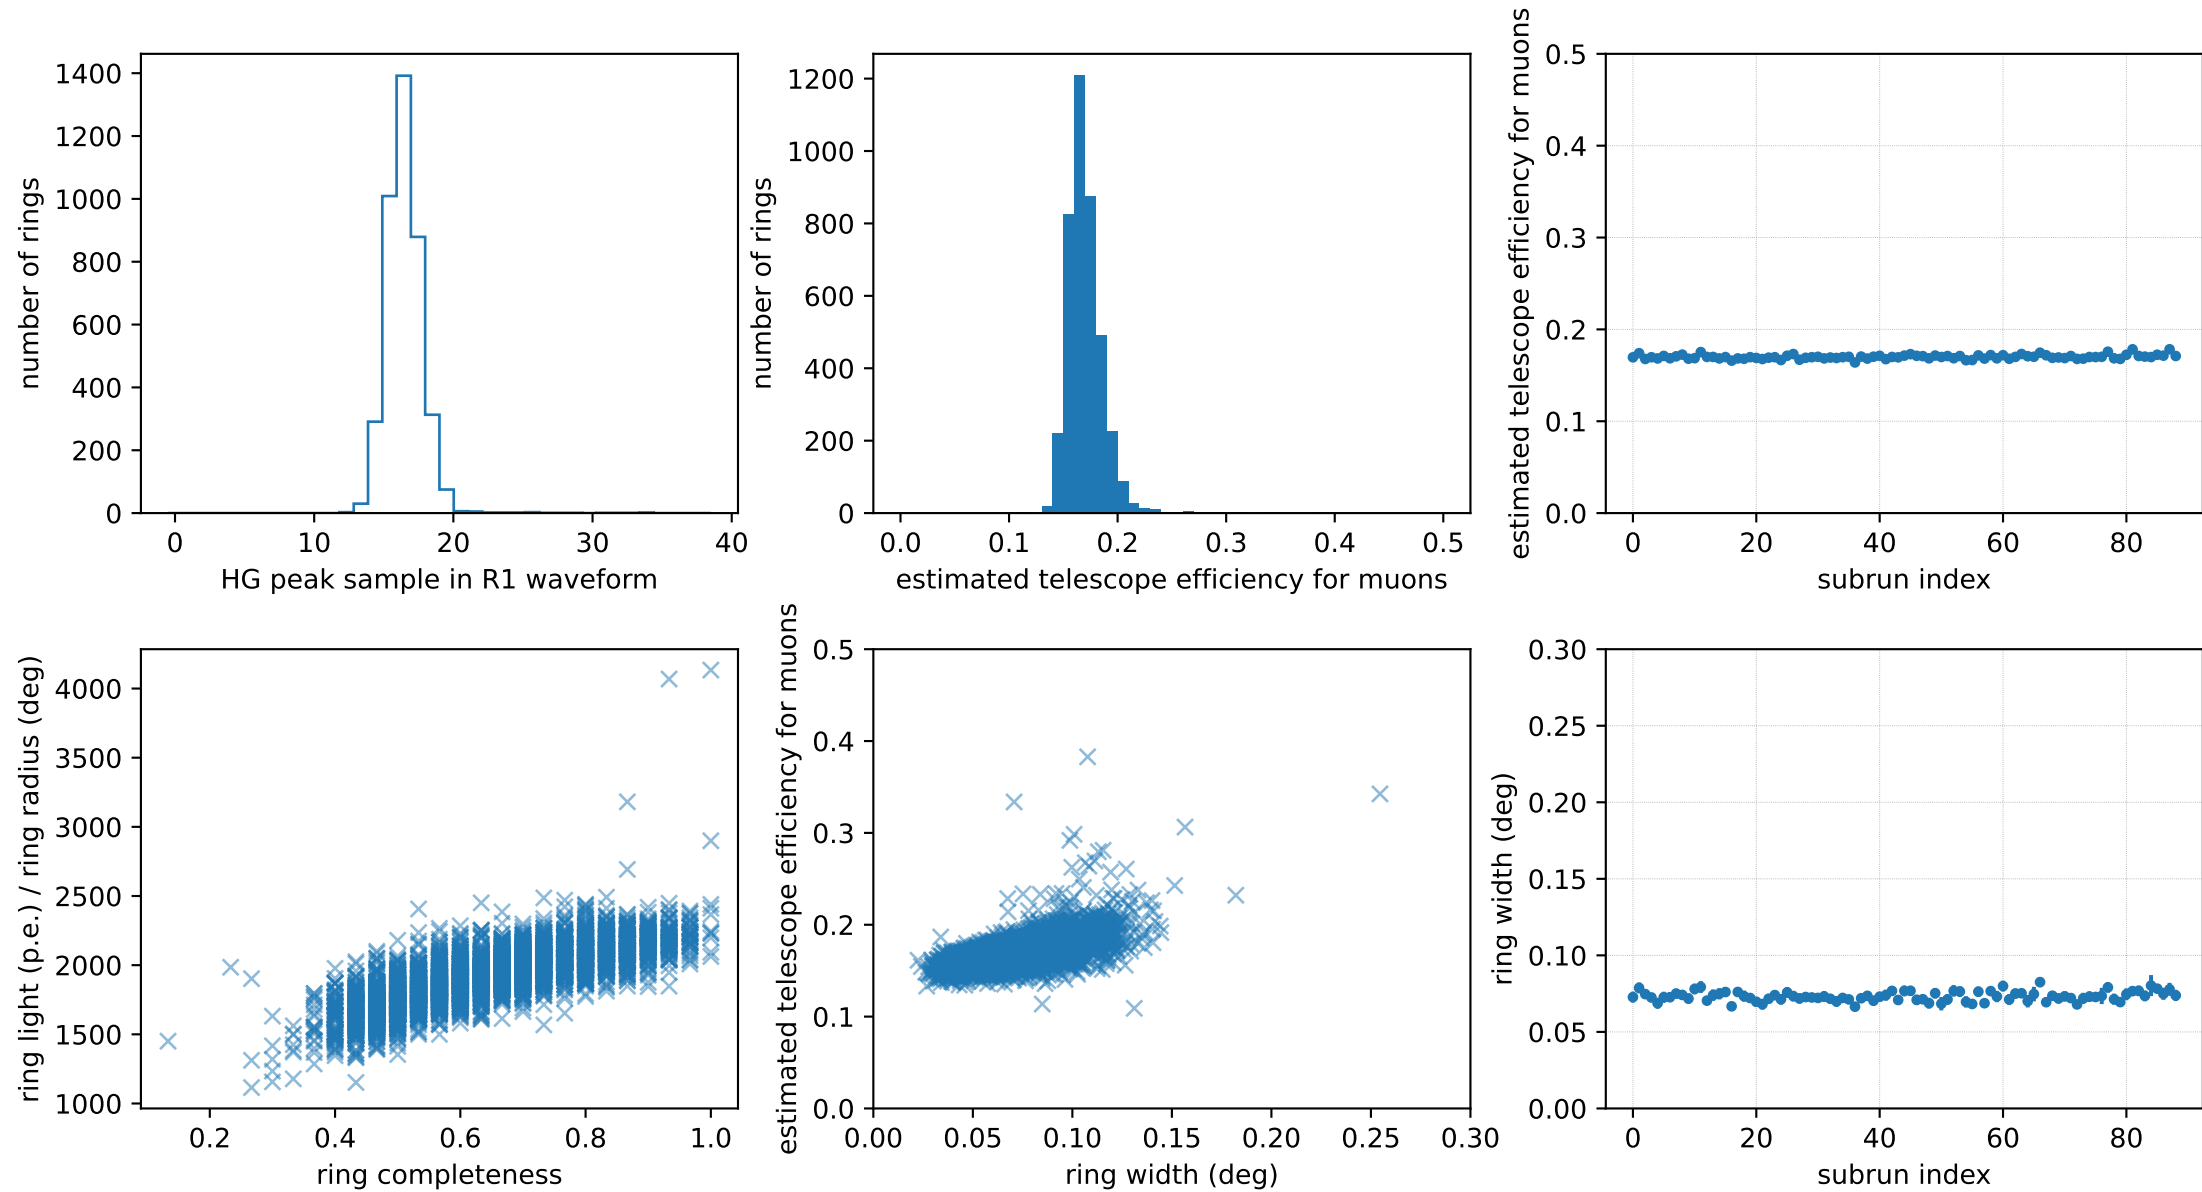 number of rings
1400
1200
1000
800
600
400
200
0
0 10 20 30 40
HG peak sample in R1 waveform
number of rings
1200
1000
800
600
400
200
0
0.0 0.1 0.2 0.3 0.4 0.5
estimated telescope efficiency for muons
estimated telescope efficiency for muons
0.5
0.4
0.3
0.2
0.1
0.0
0 20 40 60 80
subrun index
ring light (p.e.) / ring radius (deg)
4000
3500
3000
2500
2000
1500
1000
0.2 0.4 0.6 0.8 1.0
ring completeness
estimated telescope efficiency for muons
0.5
0.4
0.3
0.2
0.1
0.0
0.00 0.05 0.10 0.15 0.20 0.25 0.30
ring width (deg)
ring width (deg)
0.30
0.25
0.20
0.15
0.10
0.05
0.00
0 20 40 60 80
subrun index